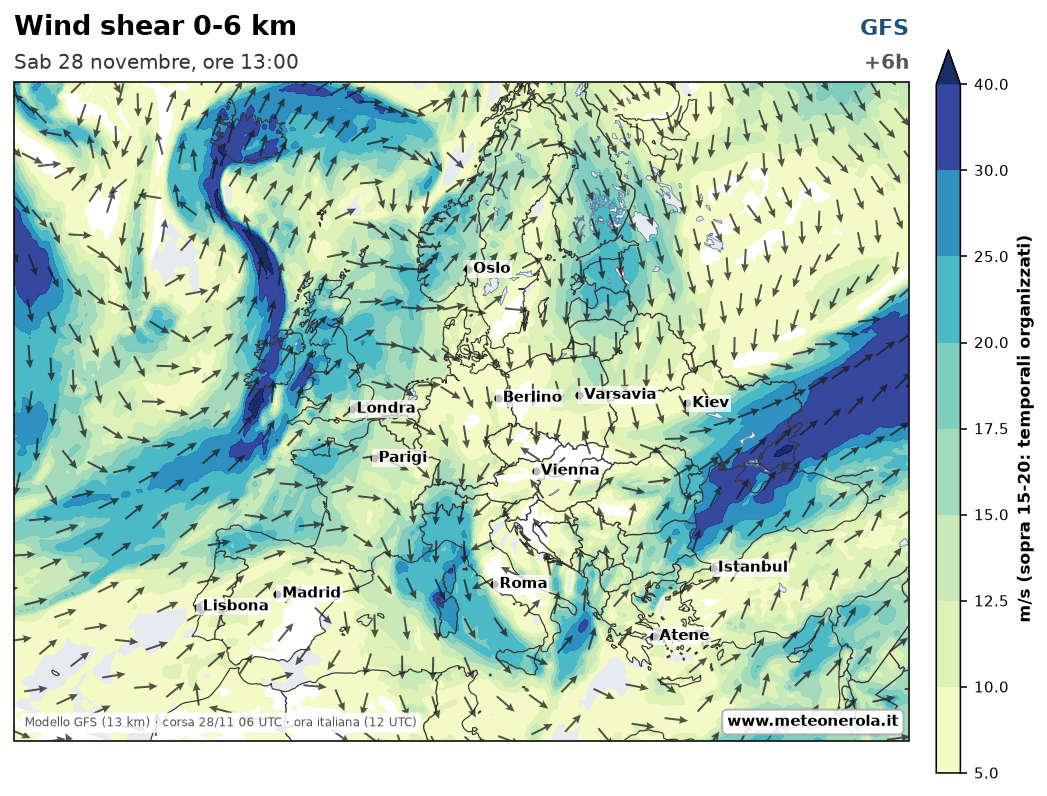 Wind shear 0-6 km
GFS
Sab 28 novembre, ore 13:00
+6h
40.0
30.0
25.0
20.0
17.5
15.0
12.5
10.0
5.0
m/s (sopra 15-20: temporali organizzati)
Oslo
Berlino
Varsavia
Kiev
Londra
Parigi
Vienna
Istanbul
Roma
Madrid
Lisbona
Atene
Modello GFS (13 km) · corsa 28/11 06 UTC · ora italiana (12 UTC)
www.meteonerola.it